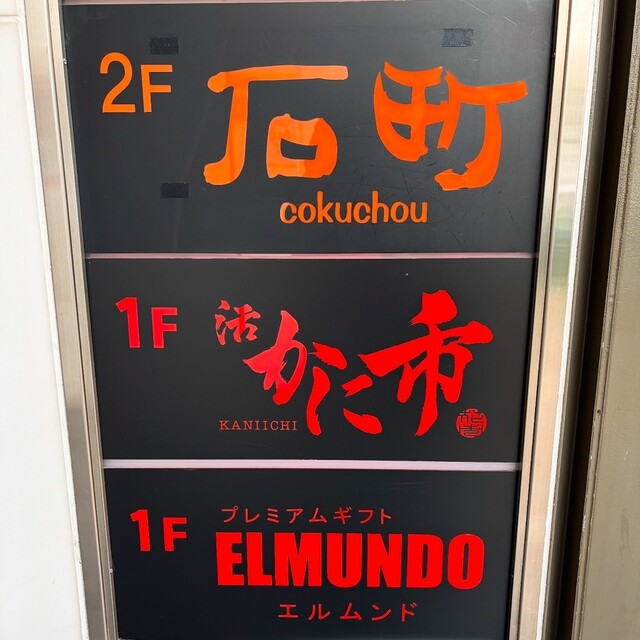 2F 石町
cokuchou
1F 活 かに市
KANIICHI
プレミアムギフト
1F ELMUNDO
エルムンド